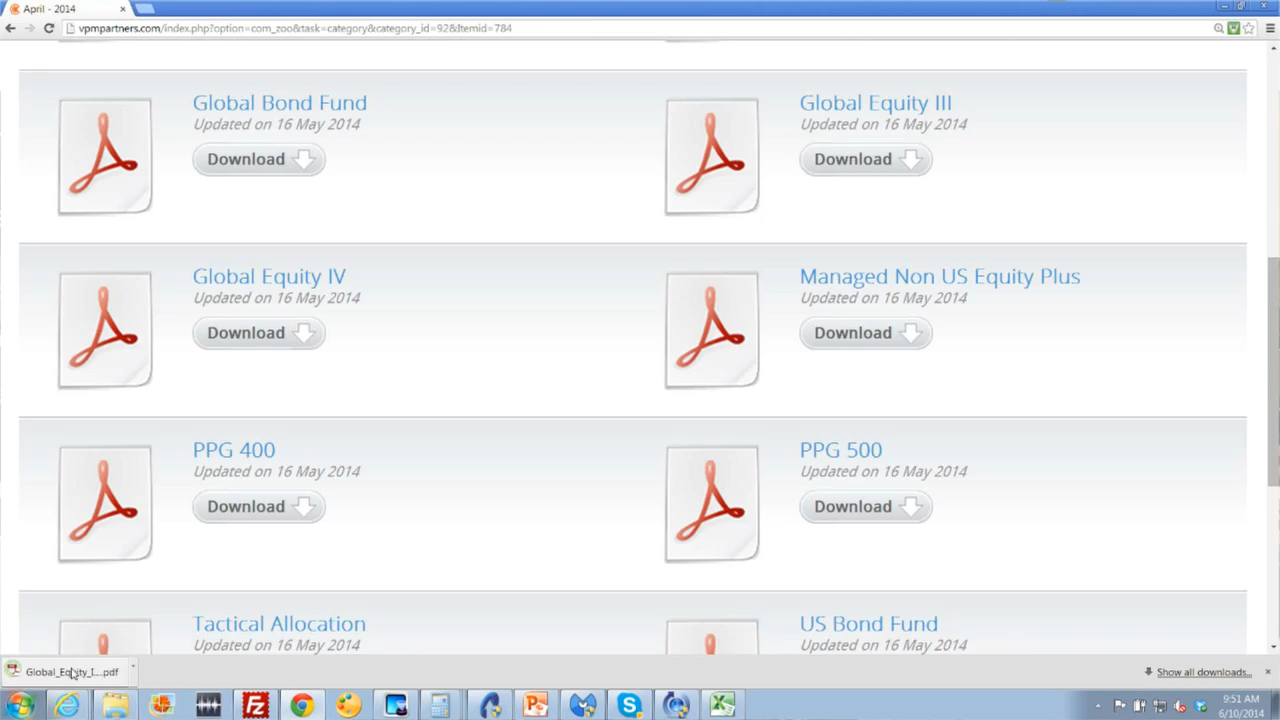 April - 2014
vpmpartners.com/index.php?option=com_zoo&task=category&category_id=92&Itemid=784
Global Bond Fund
Updated on 16 May 2014
Download
Global Equity III
Updated on 16 May 2014
Download
Global Equity IV
Updated on 16 May 2014
Download
Managed Non US Equity Plus
Updated on 16 May 2014
Download
PPG 400
Updated on 16 May 2014
Download
PPG 500
Updated on 16 May 2014
Download
Tactical Allocation
Updated on 16 May 2014
US Bond Fund
Updated on 16 May 2014
Global_Equity_I....pdf
Show all downloads...
9:51 AM
6/10/2014